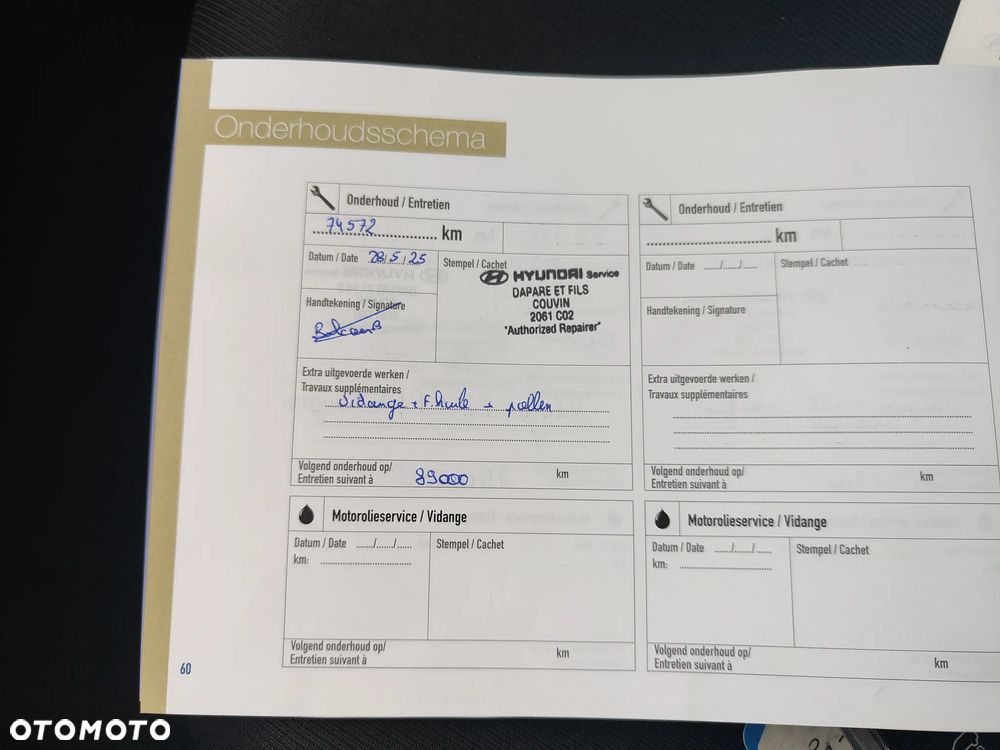 Onderhoudsschema
Onderhoud / Entretien
74572 km
Datum / Date 28/5/25
Stempel / Cachet
HYUNDAI Service
DAPARE ET FILS
COUVIN
2061 C02
"Authorized Repairer"
Handtekening / Signature
Extra uitgevoerde werken /
Travaux supplémentaires
Vidange + F. huile + pollen
Volgend onderhoud op/
Entretien suivant à 89000 km
Motorolieservice / Vidange
Datum / Date ....../....../......
km: ..............................
Stempel / Cachet
Volgend onderhoud op/
Entretien suivant à km
Onderhoud / Entretien
.................................. km
Datum / Date ....../....../......
Stempel / Cachet
Handtekening / Signature
Extra uitgevoerde werken /
Travaux supplémentaires
Volgend onderhoud op/
Entretien suivant à km
Motorolieservice / Vidange
Datum / Date ....../....../......
km: ..............................
Stempel / Cachet
Volgend onderhoud op/
Entretien suivant à km
60
OTOMOTO